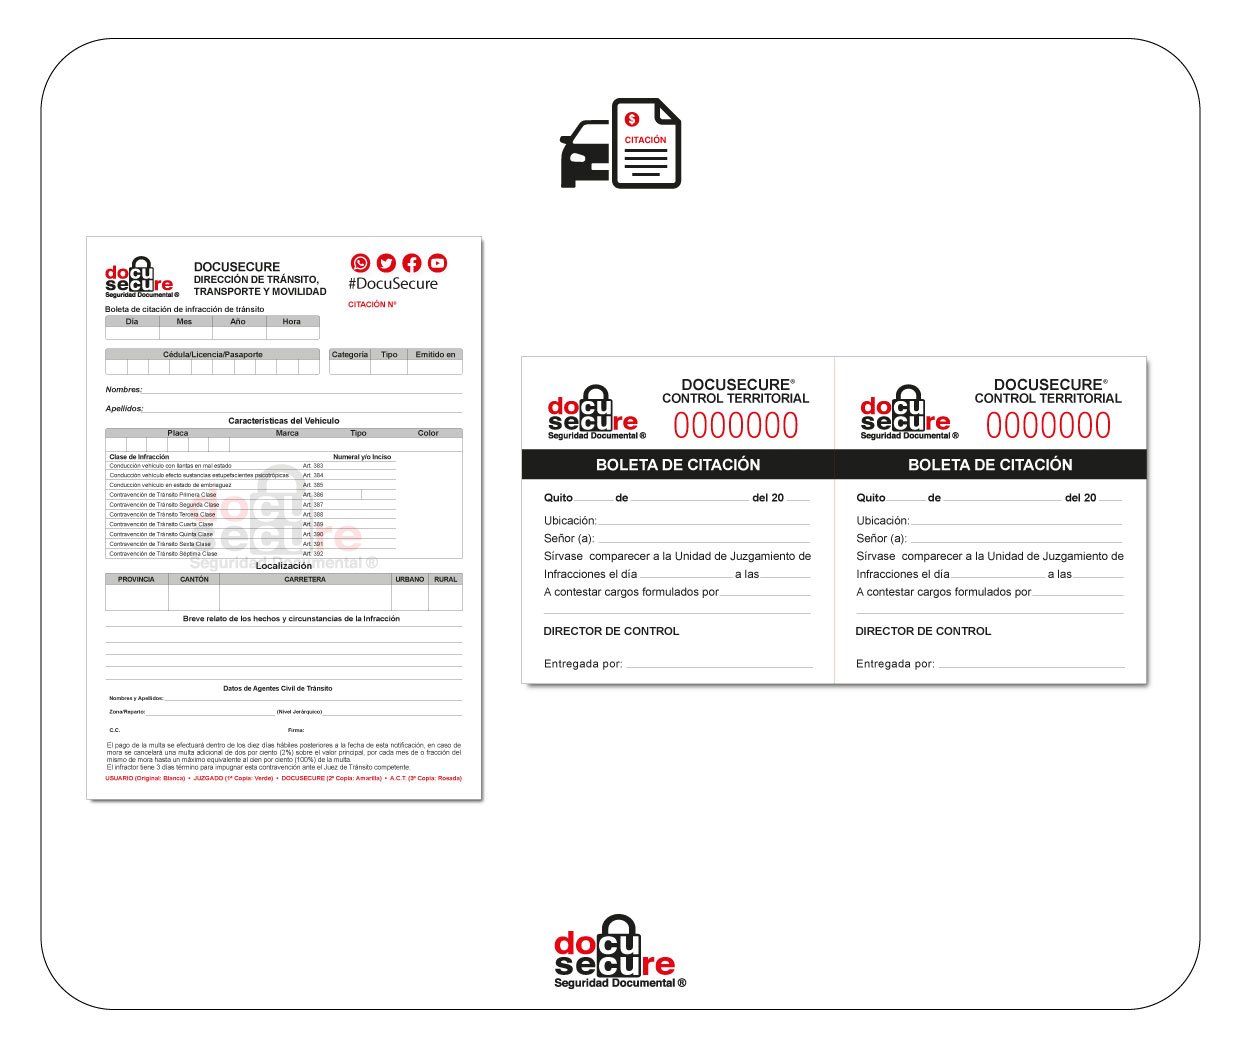 $
CITACIÓN
docu
secure
Seguridad Documental ®
DOCUSECURE
DIRECCIÓN DE TRÁNSITO,
TRANSPORTE Y MOVILIDAD
#DocuSecure
CITACIÓN Nº
Boleta de citación de infracción de tránsito
Día Mes Año Hora
Cédula/Licencia/Pasaporte
Categoría Tipo Emitido en
Nombres:
Apellidos:
Características del Vehículo
Placa Marca Tipo Color
Clase de Infracción Numeral y/o Inciso
Conducción vehículo con llantas en mal estado Art. 383
Conducción vehículo efecto sustancias estupefacientes psicotrópicas Art. 384
Conducción vehículo en estado de embriaguez Art. 385
Contravención de Tránsito Primera Clase Art. 386
Contravención de Tránsito Segunda Clase Art. 387
Contravención de Tránsito Tercera Clase Art. 388
Contravención de Tránsito Cuarta Clase Art. 389
Contravención de Tránsito Quinta Clase Art. 390
Contravención de Tránsito Sexta Clase Art. 391
Contravención de Tránsito Séptima Clase Art. 392
docu
secure
Seguridad Documental ®
Localización
PROVINCIA CANTÓN CARRETERA URBANO RURAL
Breve relato de los hechos y circunstancias de la Infracción
Datos de Agentes Civil de Tránsito
Nombres y Apellidos:
Zona/Reparto: (Nivel Jerárquico)
C.C. Firma:
El pago de la multa se efectuará dentro de los diez días hábiles posteriores a la fecha de esta notificación, en caso de
mora se cancelará una multa adicional de dos por ciento (2%) sobre el valor principal, por cada mes de o fracción del
mismo de mora hasta un máximo equivalente al cien por ciento (100%) de la multa.
El infractor tiene 3 días término para impugnar esta contravención ante el Juez de Tránsito competente.
USUARIO (Original: Blanca) • JUZGADO (1ª Copia: Verde) • DOCUSECURE (2ª Copia: Amarilla) • A.C.T. (3ª Copia: Rosada)
docu
secure
Seguridad Documental ®
DOCUSECURE®
CONTROL TERRITORIAL
0000000
BOLETA DE CITACIÓN
Quito de del 20
Ubicación:
Señor (a):
Sírvase comparecer a la Unidad de Juzgamiento de
Infracciones el día a las
A contestar cargos formulados por
DIRECTOR DE CONTROL
Entregada por:
docu
secure
Seguridad Documental ®
DOCUSECURE®
CONTROL TERRITORIAL
0000000
BOLETA DE CITACIÓN
Quito de del 20
Ubicación:
Señor (a):
Sírvase comparecer a la Unidad de Juzgamiento de
Infracciones el día a las
A contestar cargos formulados por
DIRECTOR DE CONTROL
Entregada por:
docu
secure
Seguridad Documental ®